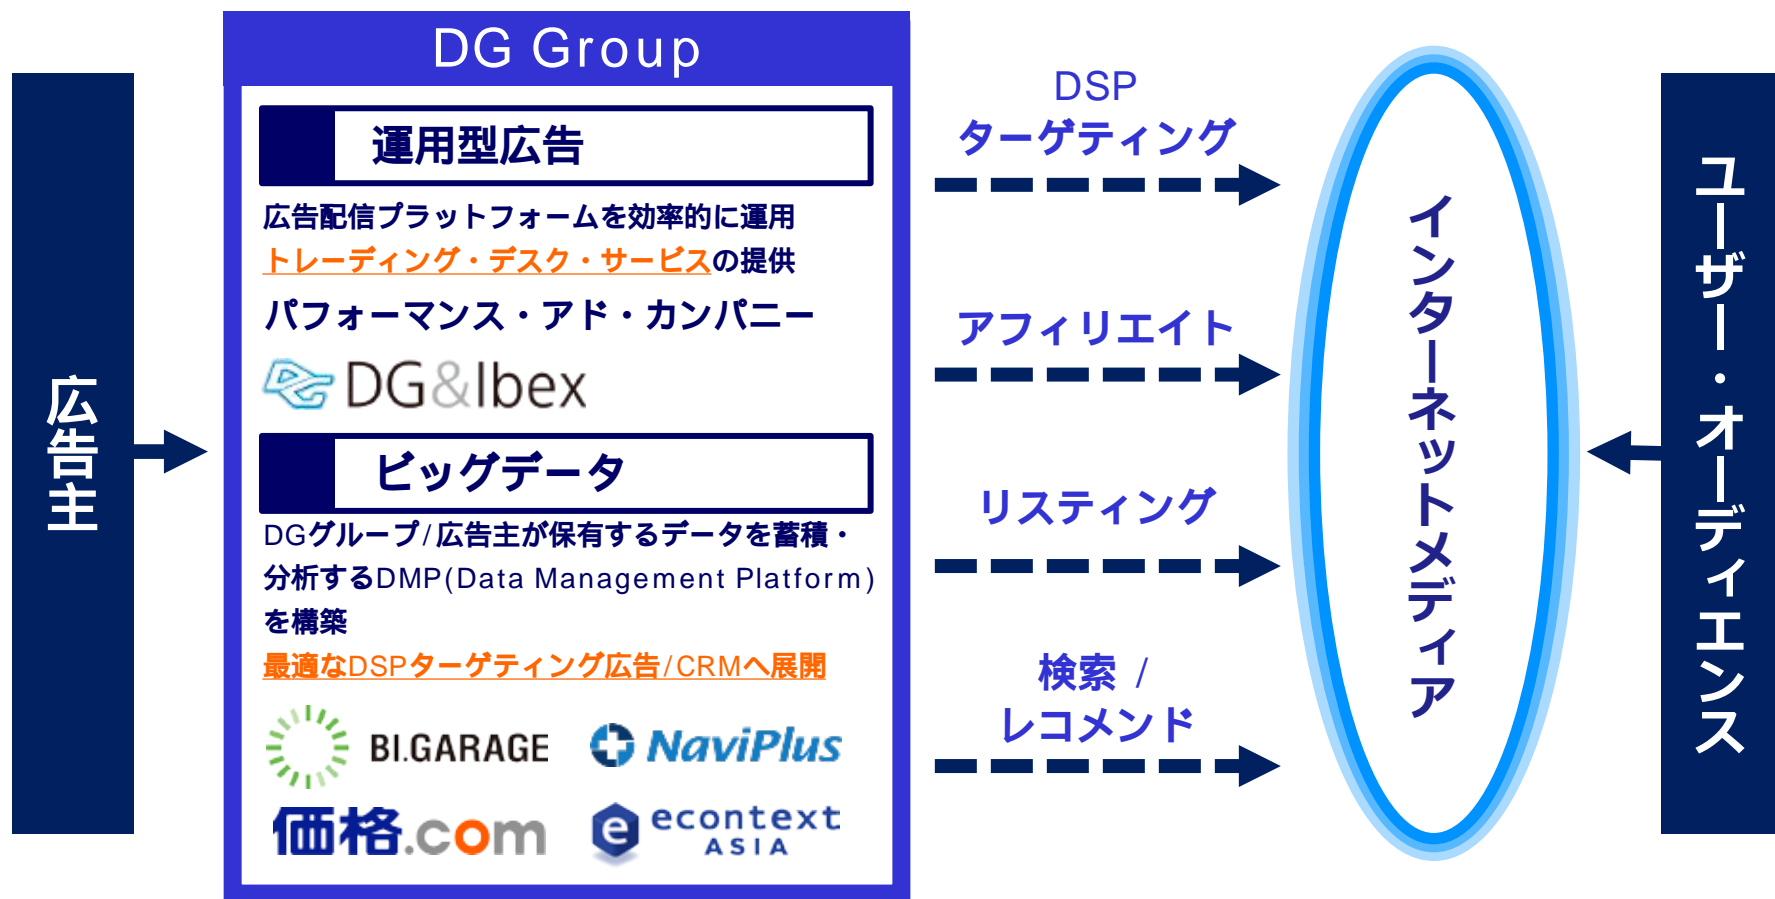 広告主
DG Group
運用型広告
広告配信プラットフォームを効率的に運用
トレーディング・デスク・サービスの提供
パフォーマンス・アド・カンパニー
DG&Ibex
ビッグデータ
DGグループ/広告主が保有するデータを蓄積・
分析するDMP(Data Management Platform)
を構築
最適なDSPターゲティング広告/CRMへ展開
BI.GARAGE
NaviPlus
価格.com
econtext
ASIA
DSP
ターゲティング
アフィリエイト
リスティング
検索 /
レコメンド
インターネットメディア
ユーザー・オーディエンス